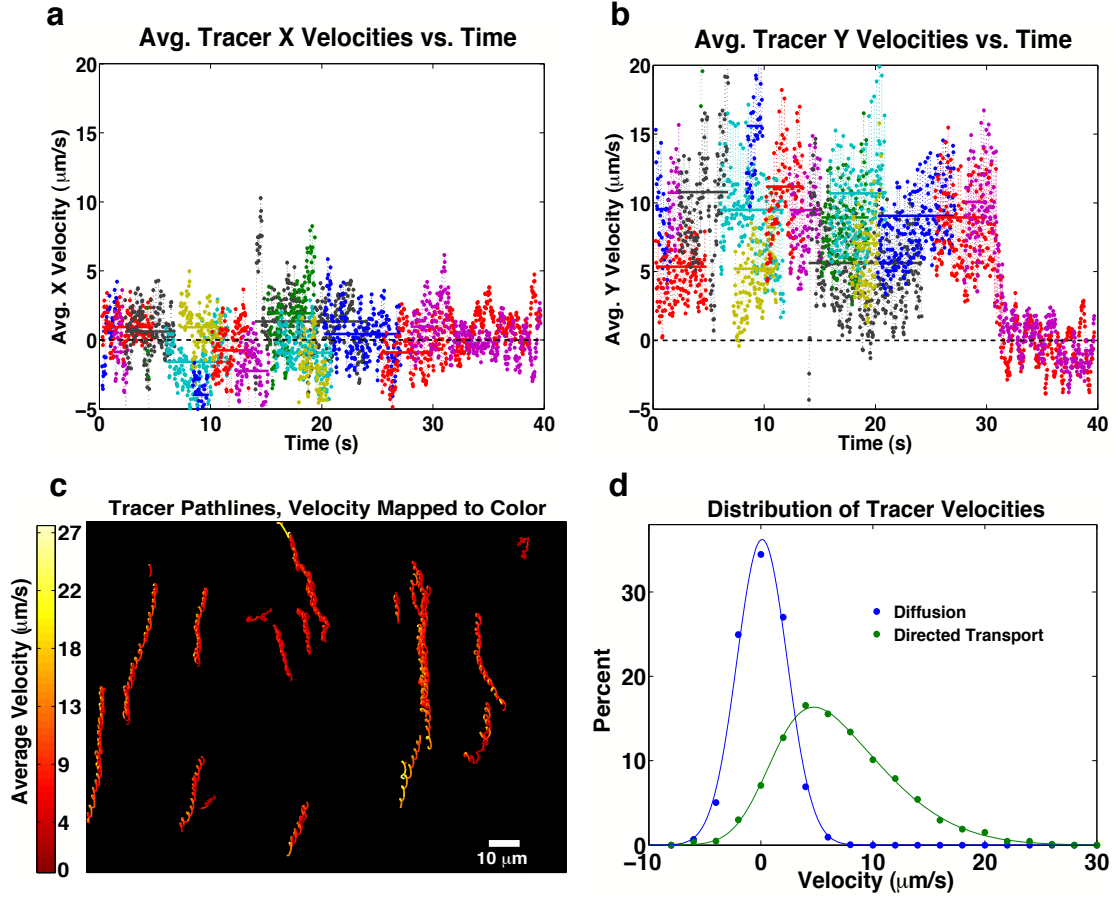 a
Avg. Tracer X Velocities vs. Time
20
15
10
5
0
−5
0 10 20 30 40
Avg. X Velocity (μm/s)
Time (s)
b
Avg. Tracer Y Velocities vs. Time
20
15
10
5
0
−5
0 10 20 30 40
Avg. Y Velocity (μm/s)
Time (s)
c
Tracer Pathlines, Velocity Mapped to Color
27
22
18
13
9
4
0
Average Velocity (μm/s)
10 μm
d
Distribution of Tracer Velocities
30
20
10
0
−10 0 10 20 30
Percent
Velocity (μm/s)
Diffusion
Directed Transport